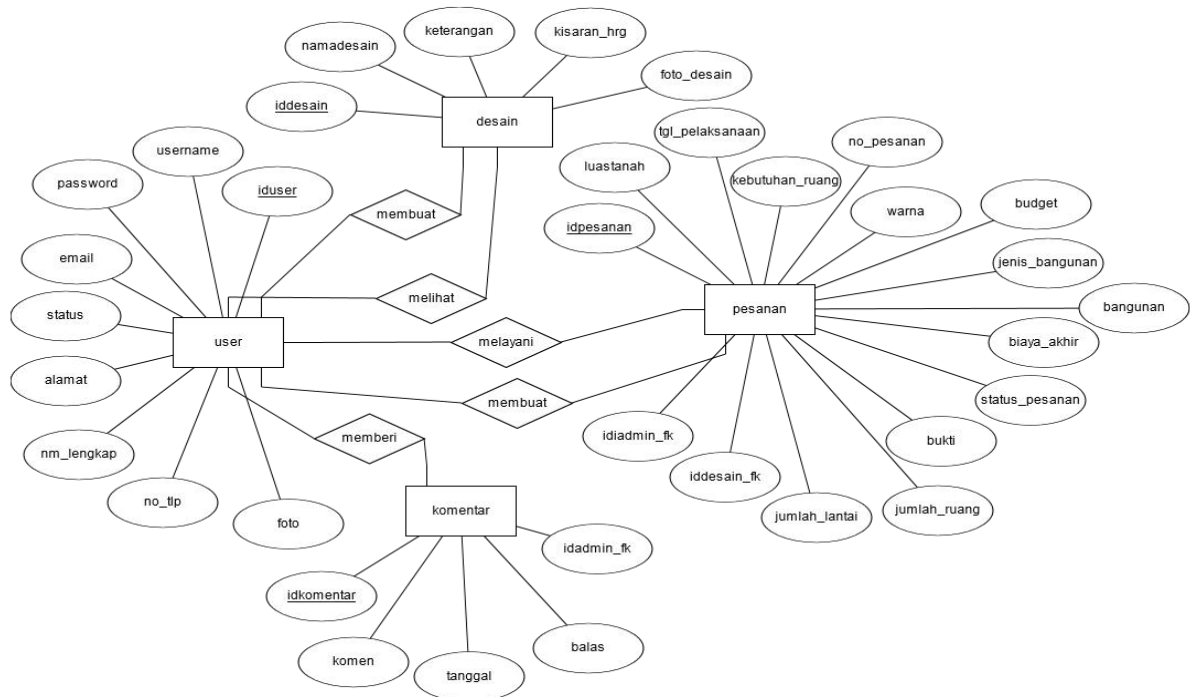 keterangan
kisaran_hrg
namadesain
foto_desain
iddesain
desain
tgl_pelaksanaan
no_pesanan
username
luastanah
password
iduser
kebutuhan_ruang
budget
warna
membuat
idpesanan
email
jenis_bangunan
melihat
status
pesanan
bangunan
user
melayani
biaya_akhir
alamat
membuat
status_pesanan
memberi
idiadmin_fk
bukti
nm_lengkap
iddesain_fk
no_tlp
komentar
jumlah_ruang
foto
jumlah_lantai
idadmin_fk
idkomentar
balas
komen
tanggal